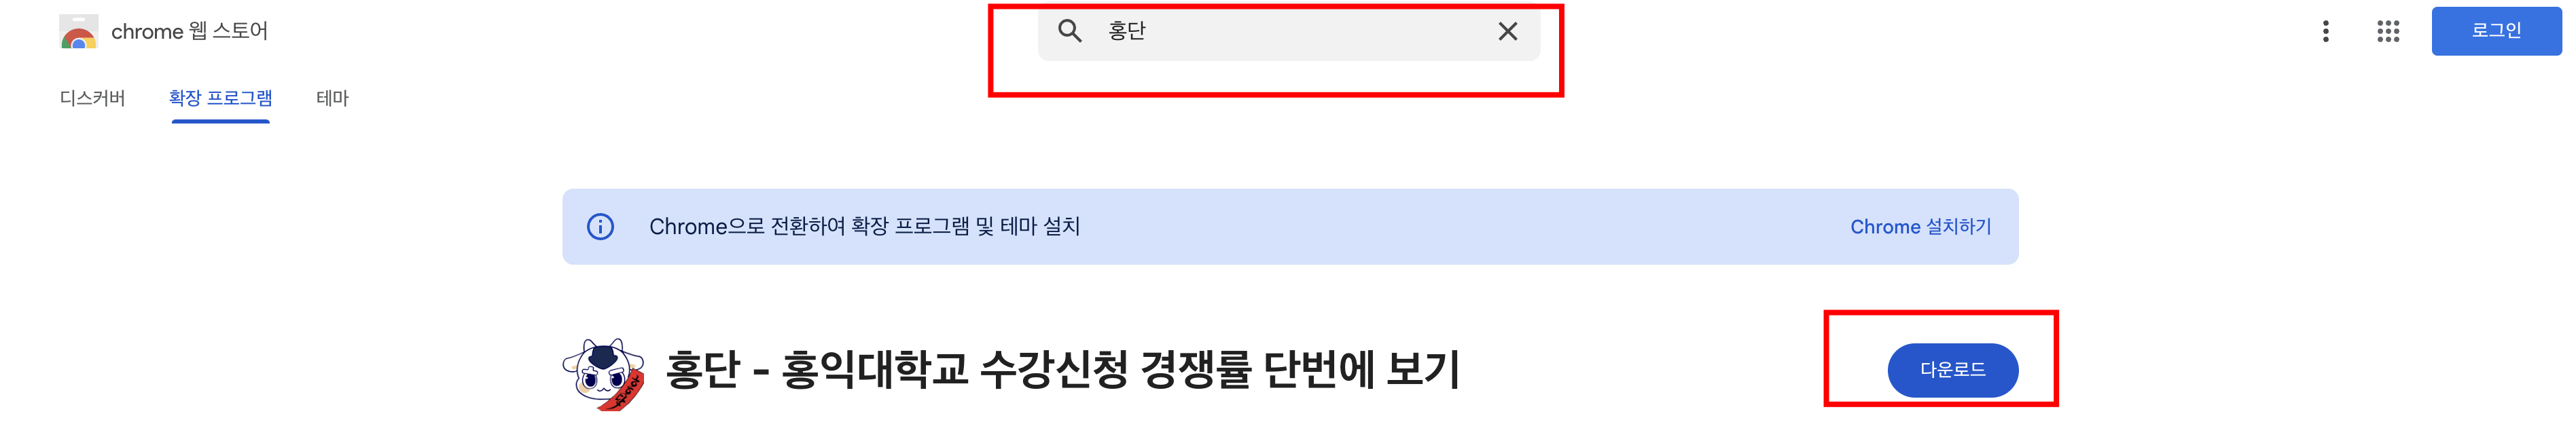 chrome 웹 스토어
홍단
로그인
디스커버 확장 프로그램 테마
Chrome으로 전환하여 확장 프로그램 및 테마 설치
Chrome 설치하기
홍단 - 홍익대학교 수강신청 경쟁률 단번에 보기
다운로드